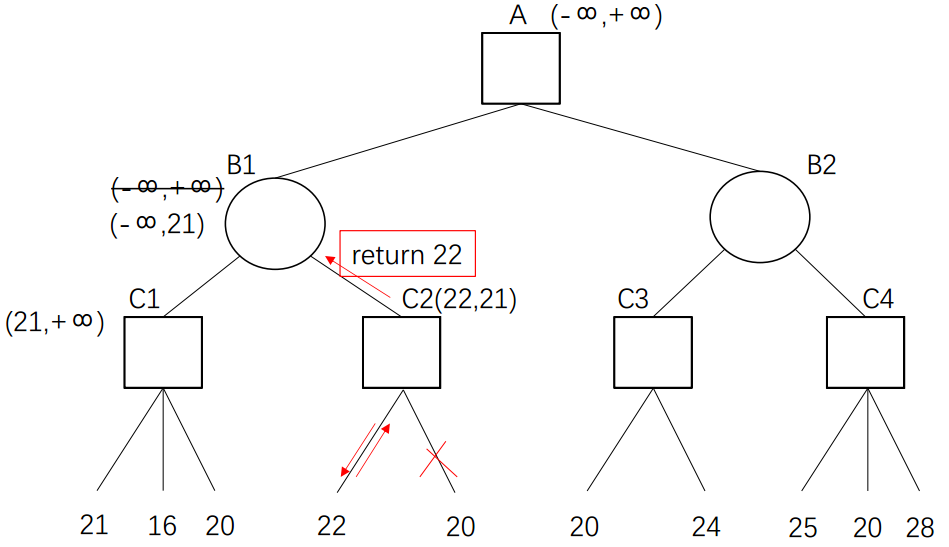 A (-∞,+∞)
B1
B2
(-∞,+∞)
(-∞,21)
return 22
C1
C2(22,21)
C3
C4
(21,+∞)
21 16 20 22 20 20 24 25 20 28